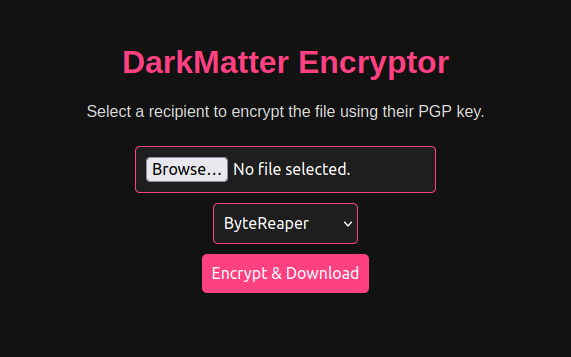 DarkMatter Encryptor
Select a recipient to encrypt the file using their PGP key.
Browse... No file selected.
ByteReaper
Encrypt & Download